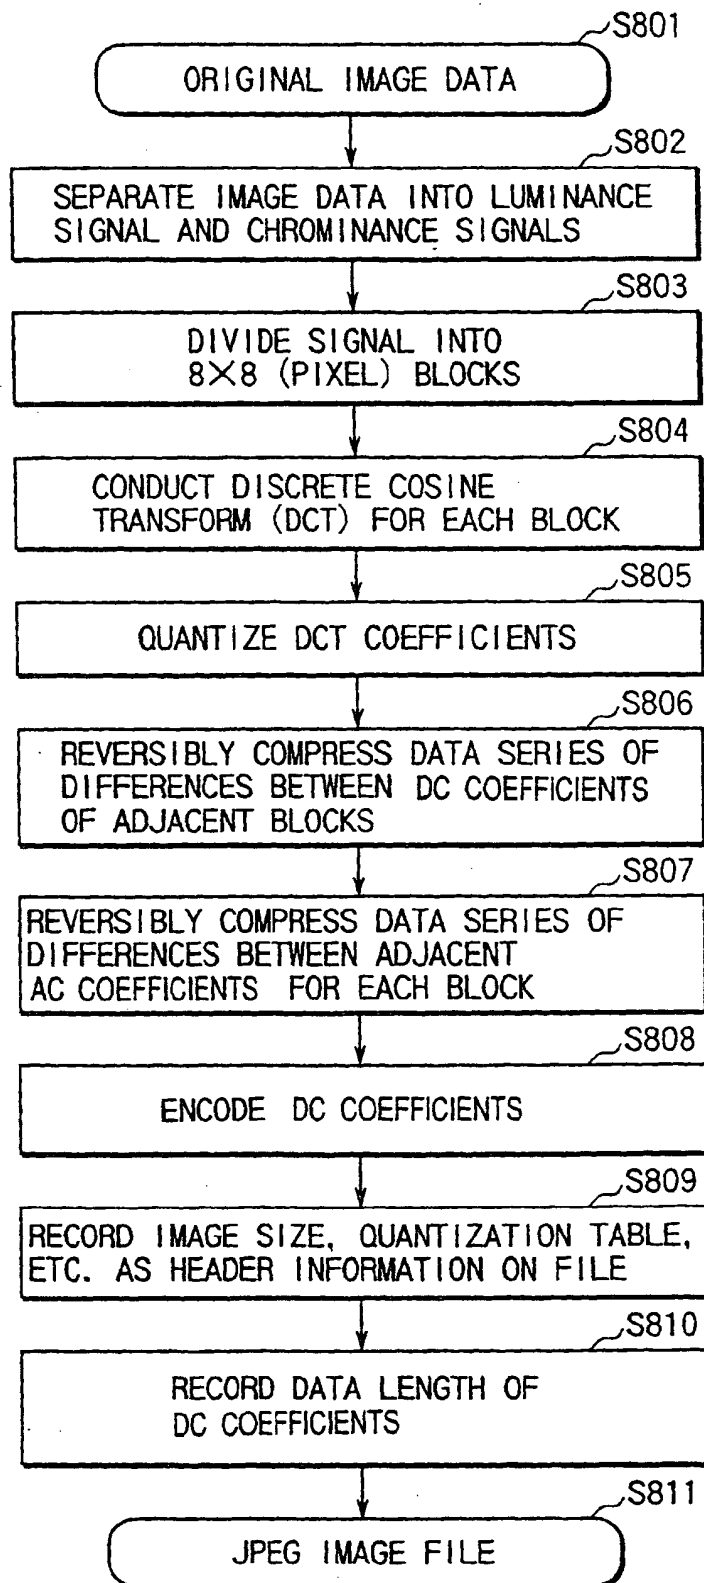 S801
ORIGINAL IMAGE DATA
S802
SEPARATE IMAGE DATA INTO LUMINANCE
SIGNAL AND CHROMINANCE SIGNALS
S803
DIVIDE SIGNAL INTO
8×8 (PIXEL) BLOCKS
S804
CONDUCT DISCRETE COSINE
TRANSFORM (DCT) FOR EACH BLOCK
S805
QUANTIZE DCT COEFFICIENTS
S806
REVERSIBLY COMPRESS DATA SERIES OF
DIFFERENCES BETWEEN DC COEFFICIENTS
OF ADJACENT BLOCKS
S807
REVERSIBLY COMPRESS DATA SERIES OF
DIFFERENCES BETWEEN ADJACENT
AC COEFFICIENTS FOR EACH BLOCK
S808
ENCODE DC COEFFICIENTS
S809
RECORD IMAGE SIZE, QUANTIZATION TABLE,
ETC. AS HEADER INFORMATION ON FILE
S810
RECORD DATA LENGTH OF
DC COEFFICIENTS
S811
JPEG IMAGE FILE